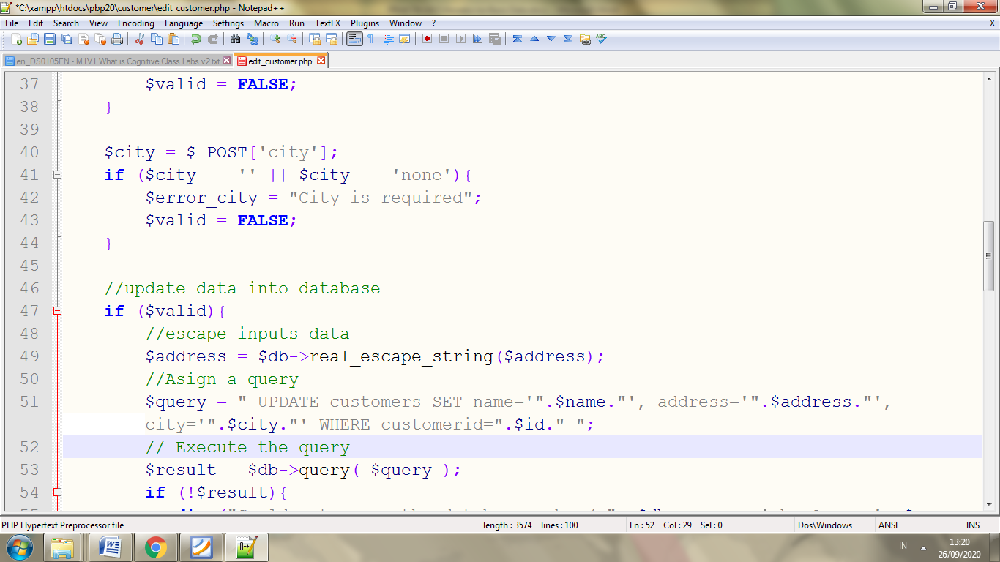 *C:\xampp\htdocs\pbp20\customer\edit_customer.php - Notepad++
File Edit Search View Encoding Language Settings Macro Run TextFX Plugins Window ? X
en_DS0105EN - M1V1 What is Cognitive Class Labs v2.txt edit_customer.php
37 $valid = FALSE;
38 }
39
40 $city = $_POST['city'];
41 if ($city == '' || $city == 'none'){
42 $error_city = "City is required";
43 $valid = FALSE;
44 }
45
46 //update data into database
47 if ($valid){
48 //escape inputs data
49 $address = $db->real_escape_string($address);
50 //Asign a query
51 $query = " UPDATE customers SET name='".$name."', address='".$address."',
city='".$city."' WHERE customerid=".$id." ";
52 // Execute the query
53 $result = $db->query( $query );
54 if (!$result){
PHP Hypertext Preprocessor file length : 3574 lines : 100 Ln : 52 Col : 29 Sel : 0 Dos\Windows ANSI INS
IN 13:20
26/09/2020